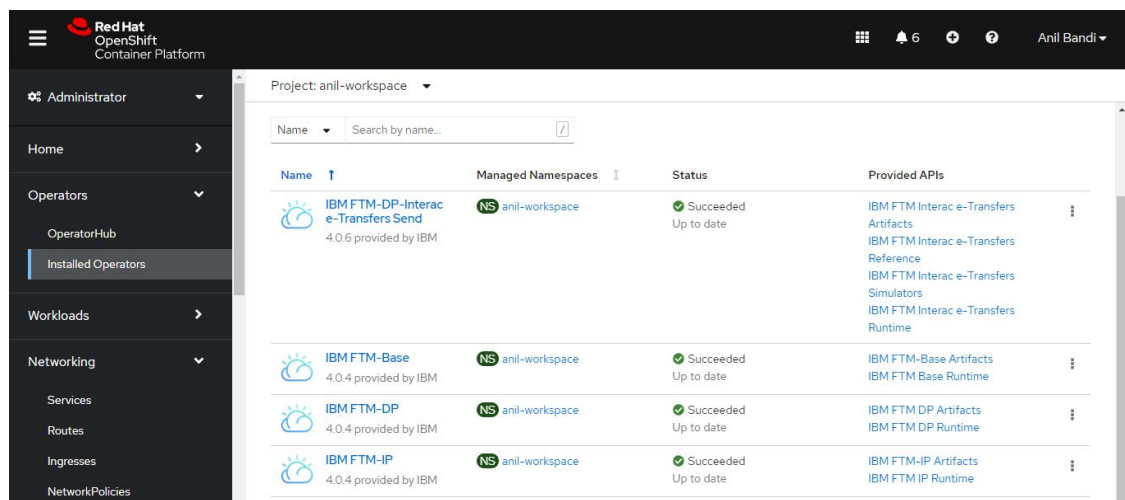 Red Hat
OpenShift
Container Platform
6
Anil Bandi
Administrator
Home
Operators
OperatorHub
Installed Operators
Workloads
Networking
Services
Routes
Ingresses
NetworkPolicies
Project: anil-workspace
Name
Search by name...
/
Name
Managed Namespaces
Status
Provided APIs
IBM FTM-DP-Interac
e-Transfers Send
4.0.6 provided by IBM
NS anil-workspace
Succeeded
Up to date
IBM FTM Interac e-Transfers
Artifacts
IBM FTM Interac e-Transfers
Reference
IBM FTM Interac e-Transfers
Simulators
IBM FTM Interac e-Transfers
Runtime
IBM FTM-Base
4.0.4 provided by IBM
NS anil-workspace
Succeeded
Up to date
IBM FTM-Base Artifacts
IBM FTM Base Runtime
IBM FTM-DP
4.0.4 provided by IBM
NS anil-workspace
Succeeded
Up to date
IBM FTM DP Artifacts
IBM FTM DP Runtime
IBM FTM-IP
4.0.4 provided by IBM
NS anil-workspace
Succeeded
Up to date
IBM FTM-IP Artifacts
IBM FTM IP Runtime